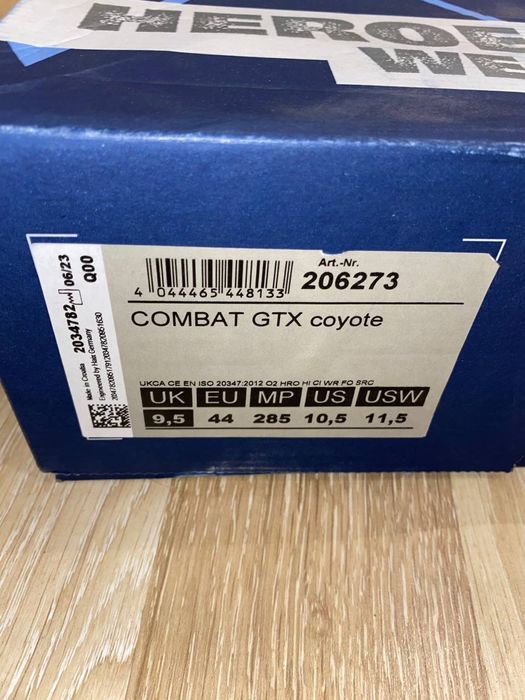 HEROE
WE
2034782 06/23
Q00
Made in Croatia
Engineered by Haix Germany
4 044465 448133
Art.-Nr.
206273
COMBAT GTX coyote
UKCA CE EN ISO 20347:2012 O2 HRO HI CI WR FO SRC
UK EU MP US USW
9,5 44 285 10,5 11,5